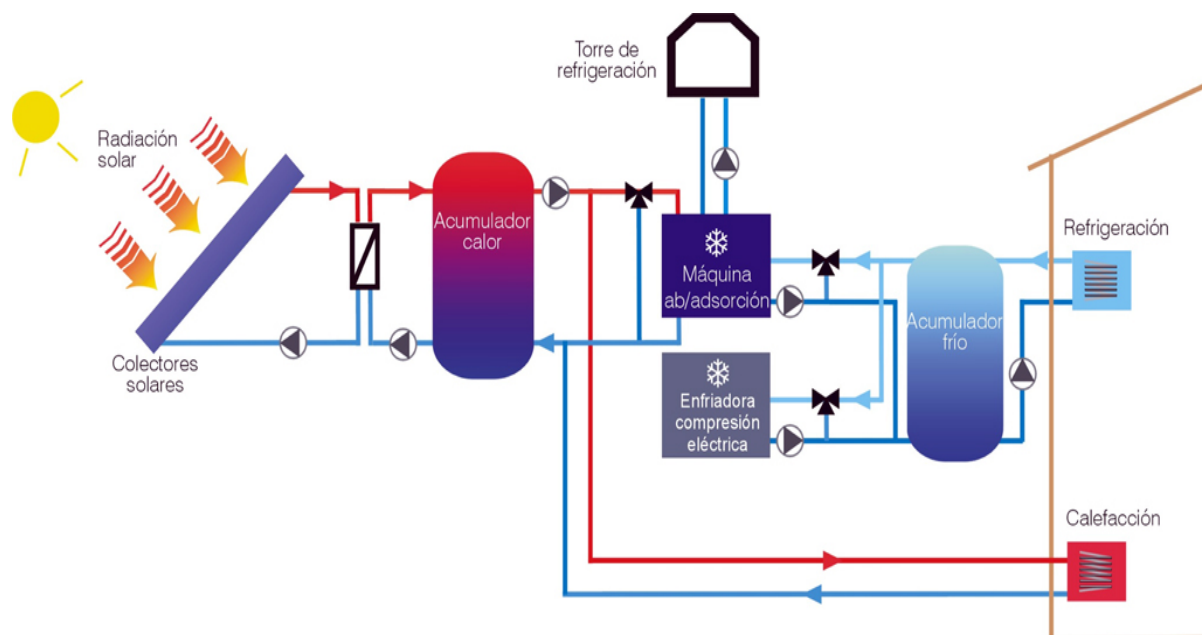 Torre de
refrigeración
Radiación
solar
Acumulador
calor
Refrigeración
Máquina
ab/adsorción
Acumulador
frío
Colectores
solares
Enfriadora
compresión
eléctrica
Calefacción